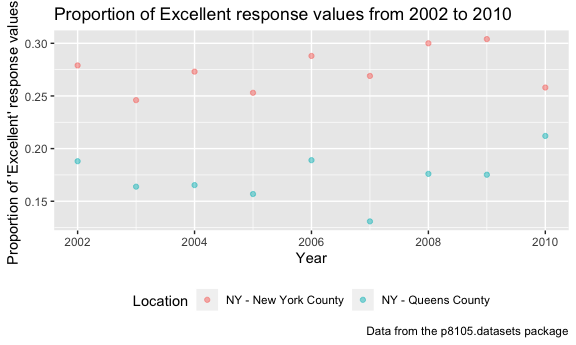 Proportion of Excellent response values from 2002 to 2010
Proportion of 'Excellent' response values
0.30
0.25
0.20
0.15
2002 2004 2006 2008 2010
Year
Location NY - New York County NY - Queens County
Data from the p8105.datasets package